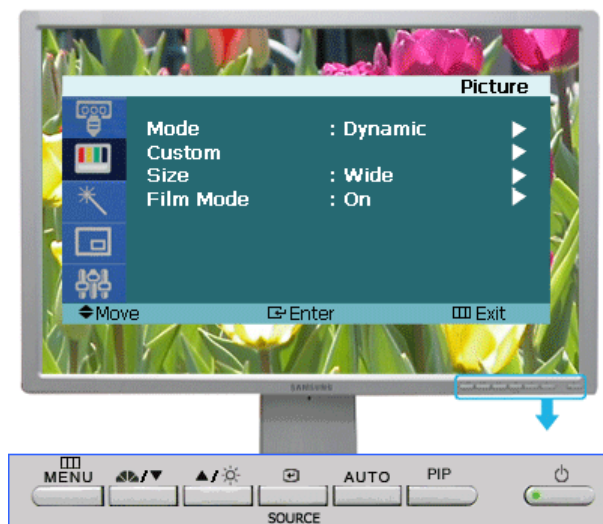 Picture
Mode : Dynamic
Custom
Size : Wide
Film Mode : On
Move Enter Exit
SAMSUNG
MENU AUTO PIP
SOURCE